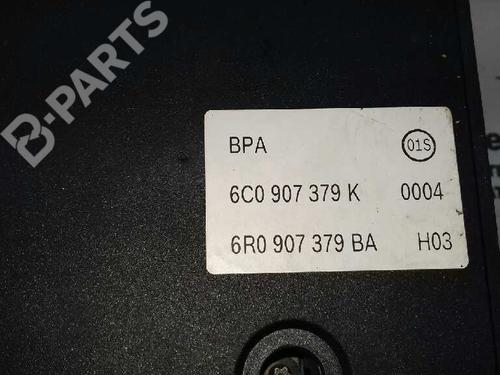 B-PARTS
BPA 01S
6C0 907 379 K 0004
6R0 907 379 BA H03